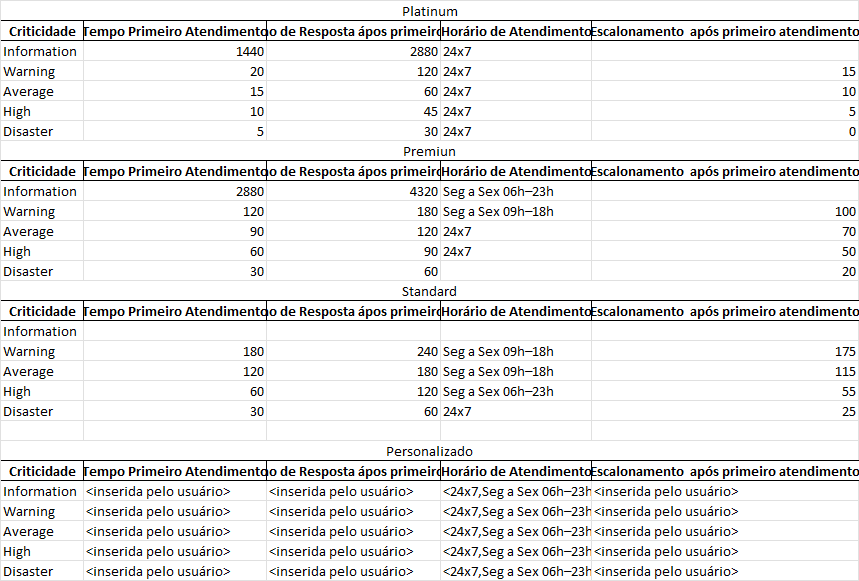 Platinum
Criticidade Tempo Primeiro Atendimento o de Resposta ápos primeiro Horário de Atendimento Escalonamento após primeiro atendimento
Information 1440 2880 24x7
Warning 20 120 24x7 15
Average 15 60 24x7 10
High 10 45 24x7 5
Disaster 5 30 24x7 0
Premiun
Criticidade Tempo Primeiro Atendimento o de Resposta ápos primeiro Horário de Atendimento Escalonamento após primeiro atendimento
Information 2880 4320 Seg a Sex 06h–23h
Warning 120 180 Seg a Sex 09h–18h 100
Average 90 120 24x7 70
High 60 90 24x7 50
Disaster 30 60 20
Standard
Criticidade Tempo Primeiro Atendimento o de Resposta ápos primeiro Horário de Atendimento Escalonamento após primeiro atendimento
Information
Warning 180 240 Seg a Sex 09h–18h 175
Average 120 180 Seg a Sex 09h–18h 115
High 60 120 Seg a Sex 06h–23h 55
Disaster 30 60 24x7 25
Personalizado
Criticidade Tempo Primeiro Atendimento o de Resposta ápos primeiro Horário de Atendimento Escalonamento após primeiro atendimento
Information <inserida pelo usuário> <inserida pelo usuário> <24x7,Seg a Sex 06h–23h <inserida pelo usuário>
Warning <inserida pelo usuário> <inserida pelo usuário> <24x7,Seg a Sex 06h–23h <inserida pelo usuário>
Average <inserida pelo usuário> <inserida pelo usuário> <24x7,Seg a Sex 06h–23h <inserida pelo usuário>
High <inserida pelo usuário> <inserida pelo usuário> <24x7,Seg a Sex 06h–23h <inserida pelo usuário>
Disaster <inserida pelo usuário> <inserida pelo usuário> <24x7,Seg a Sex 06h–23h <inserida pelo usuário>